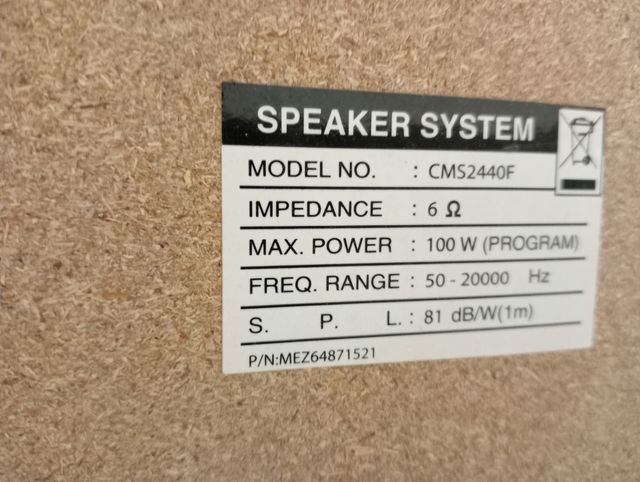 SPEAKER SYSTEM
MODEL NO. : CMS2440F
IMPEDANCE : 6 Ω
MAX. POWER : 100 W (PROGRAM)
FREQ. RANGE : 50 - 20000 Hz
S. P. L. : 81 dB/W(1m)
P/N:MEZ64871521